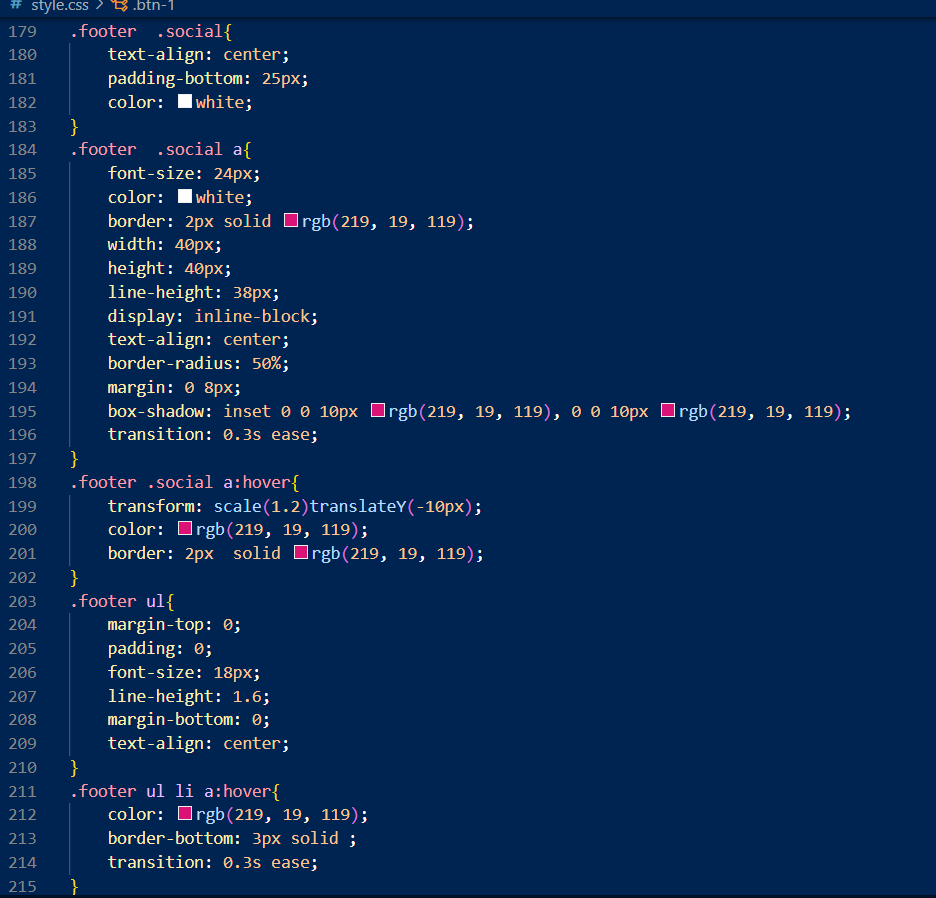 # style.css > .btn-1
179 .footer  .social{
180     text-align: center;
181     padding-bottom: 25px;
182     color: white;
183 }
184 .footer  .social a{
185     font-size: 24px;
186     color: white;
187     border: 2px solid rgb(219, 19, 119);
188     width: 40px;
189     height: 40px;
190     line-height: 38px;
191     display: inline-block;
192     text-align: center;
193     border-radius: 50%;
194     margin: 0 8px;
195     box-shadow: inset 0 0 10px rgb(219, 19, 119), 0 0 10px rgb(219, 19, 119);
196     transition: 0.3s ease;
197 }
198 .footer .social a:hover{
199     transform: scale(1.2)translateY(-10px);
200     color: rgb(219, 19, 119);
201     border: 2px  solid rgb(219, 19, 119);
202 }
203 .footer ul{
204     margin-top: 0;
205     padding: 0;
206     font-size: 18px;
207     line-height: 1.6;
208     margin-bottom: 0;
209     text-align: center;
210 }
211 .footer ul li a:hover{
212     color: rgb(219, 19, 119);
213     border-bottom: 3px solid ;
214     transition: 0.3s ease;
215 }